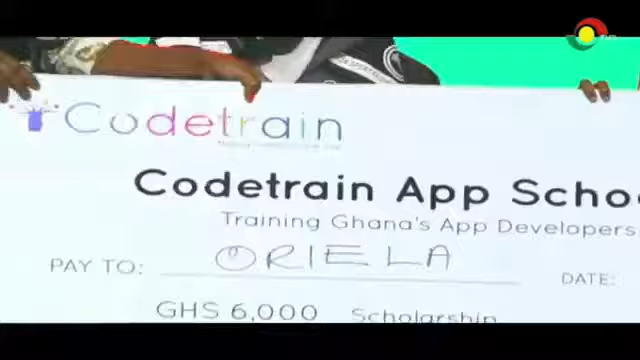 Codetrain
Codetrain App Schoo
Training Ghana's App Developers
PAY TO: ORIELA DATE:
GHS 6,000 Scholarship